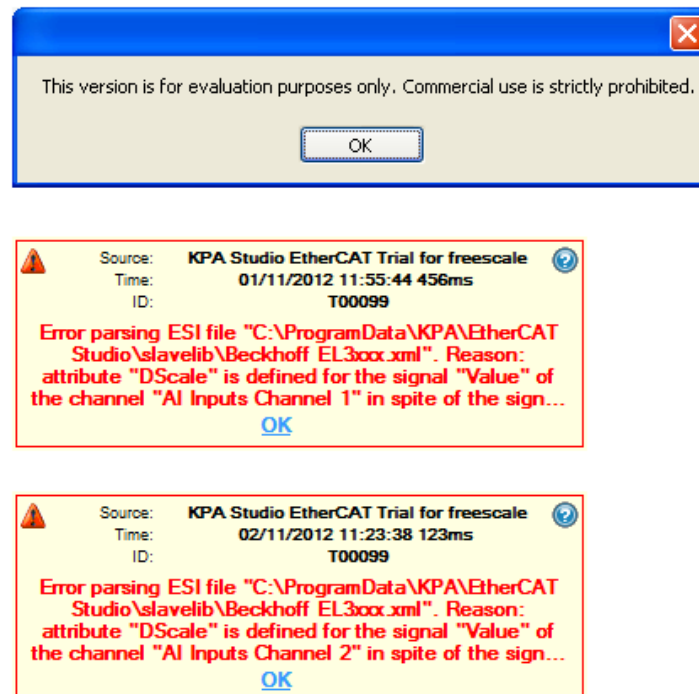 This version is for evaluation purposes only. Commercial use is strictly prohibited.
OK
Source: KPA Studio EtherCAT Trial for freescale
Time: 01/11/2012 11:55:44 456ms
ID: T00099
Error parsing ESI file "C:\ProgramData\KPA\EtherCAT
Studio\slavelib\Beckhoff EL3xxx.xml". Reason:
attribute "DScale" is defined for the signal "Value" of
the channel "AI Inputs Channel 1" in spite of the sign...
OK
Source: KPA Studio EtherCAT Trial for freescale
Time: 02/11/2012 11:23:38 123ms
ID: T00099
Error parsing ESI file "C:\ProgramData\KPA\EtherCAT
Studio\slavelib\Beckhoff EL3xxx.xml". Reason:
attribute "DScale" is defined for the signal "Value" of
the channel "AI Inputs Channel 2" in spite of the sign...
OK